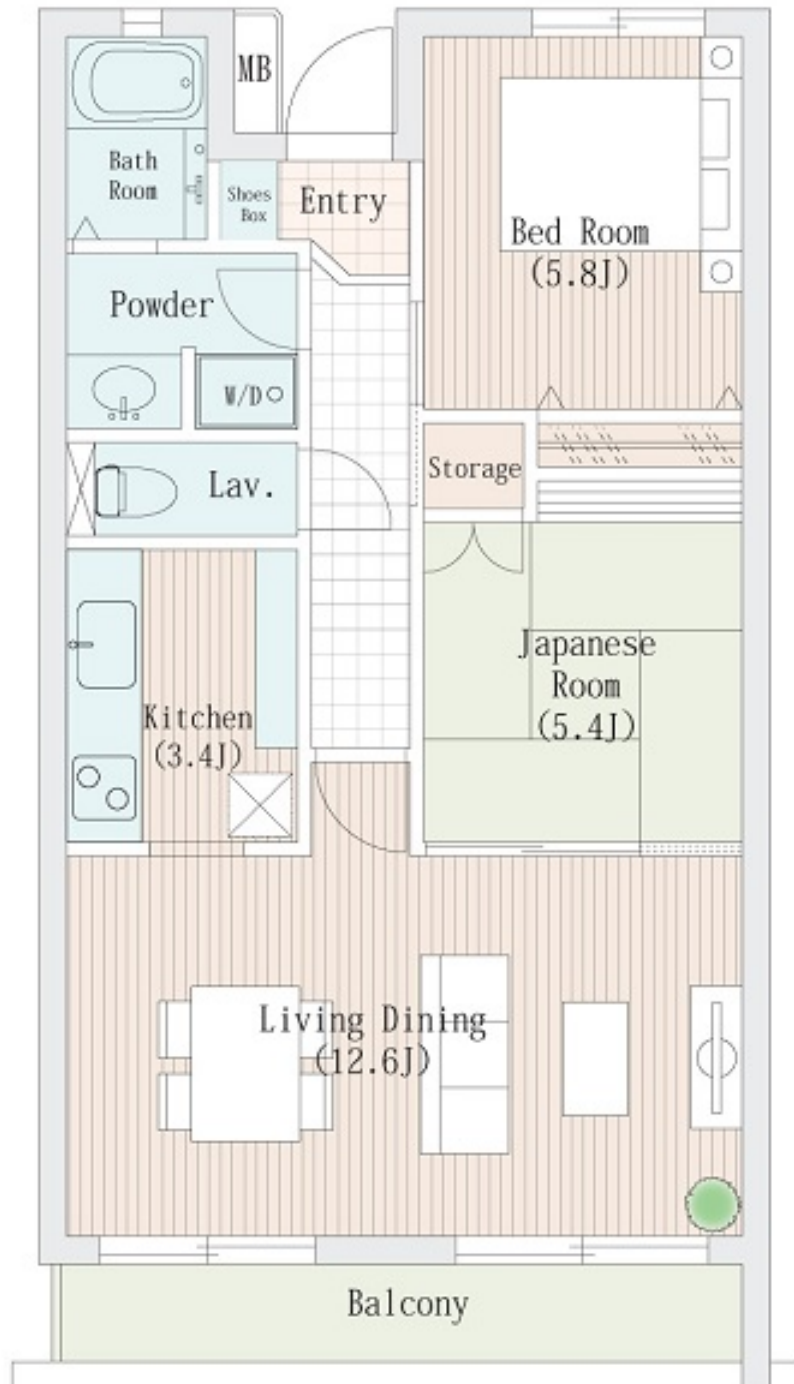 MB
Bath
Room
Shoes
Box
Entry
Bed Room
(5.8J)
Powder
W/D
Lav.
Storage
Japanese
Room
(5.4J)
Kitchen
(3.4J)
Living Dining
(12.6J)
Balcony